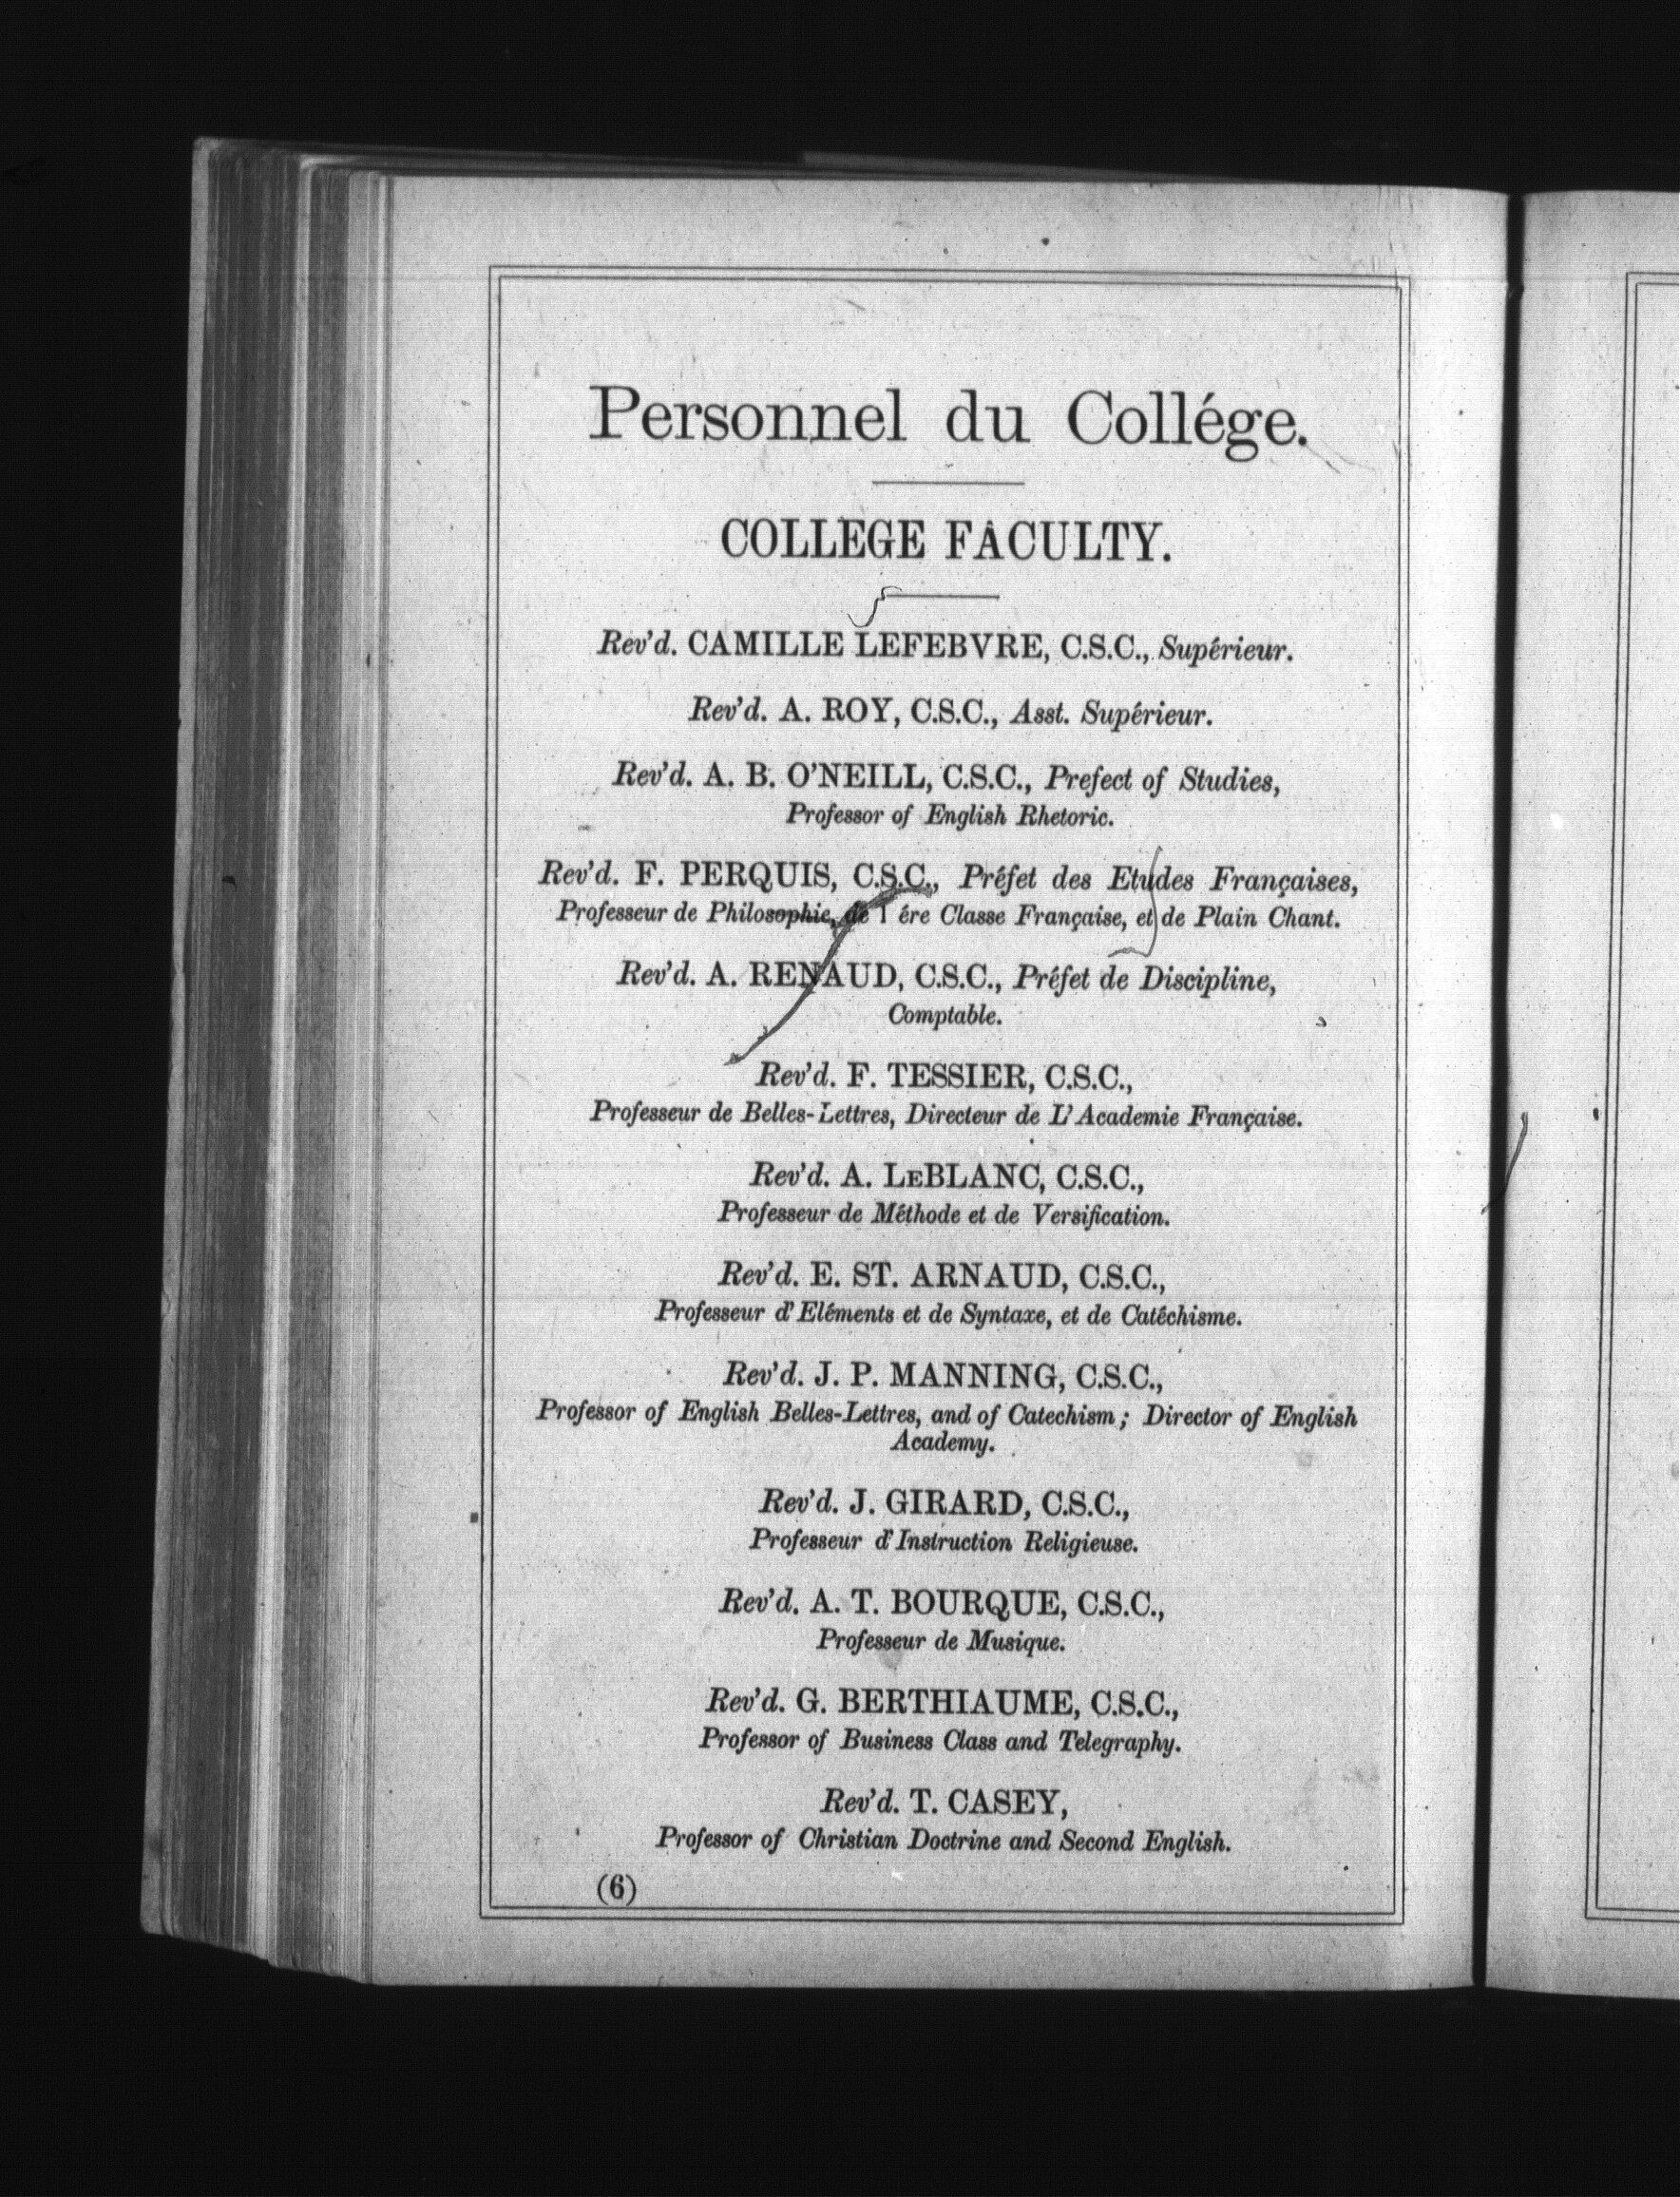 Personnel du Collége.
COLLEGE FACULTY.
Rev'd. CAMILLE LEFEBVRE, C.S.C., Supérieur.
Rev'd. A. ROY, C.S.C., Asst. Supérieur.
Rev'd. A. B. O'NEILL, C.S.C., Prefect of Studies,
Professor of English Rhetoric.
Rev'd. F. PERQUIS, C.S.C., Préfet des Etudes Françaises,
Professeur de Philosophie, de 1 ére Classe Française, et de Plain Chant.
Rev'd. A. RENAUD, C.S.C., Préfet de Discipline,
Comptable.
Rev'd. F. TESSIER, C.S.C.,
Professeur de Belles-Lettres, Directeur de L'Academie Française.
Rev'd. A. LEBLANC, C.S.C.,
Professeur de Méthode et de Versification.
Rev'd. E. ST. ARNAUD, C.S.C.,
Professeur d'Eléments et de Syntaxe, et de Catéchisme.
Rev'd. J. P. MANNING, C.S.C.,
Professor of English Belles-Lettres, and of Catechism; Director of English
Academy.
Rev'd. J. GIRARD, C.S.C.,
Professeur d'Instruction Religieuse.
Rev'd. A. T. BOURQUE, C.S.C.,
Professeur de Musique.
Rev'd. G. BERTHIAUME, C.S.C.,
Professor of Business Class and Telegraphy.
Rev'd. T. CASEY,
Professor of Christian Doctrine and Second English.
(6)